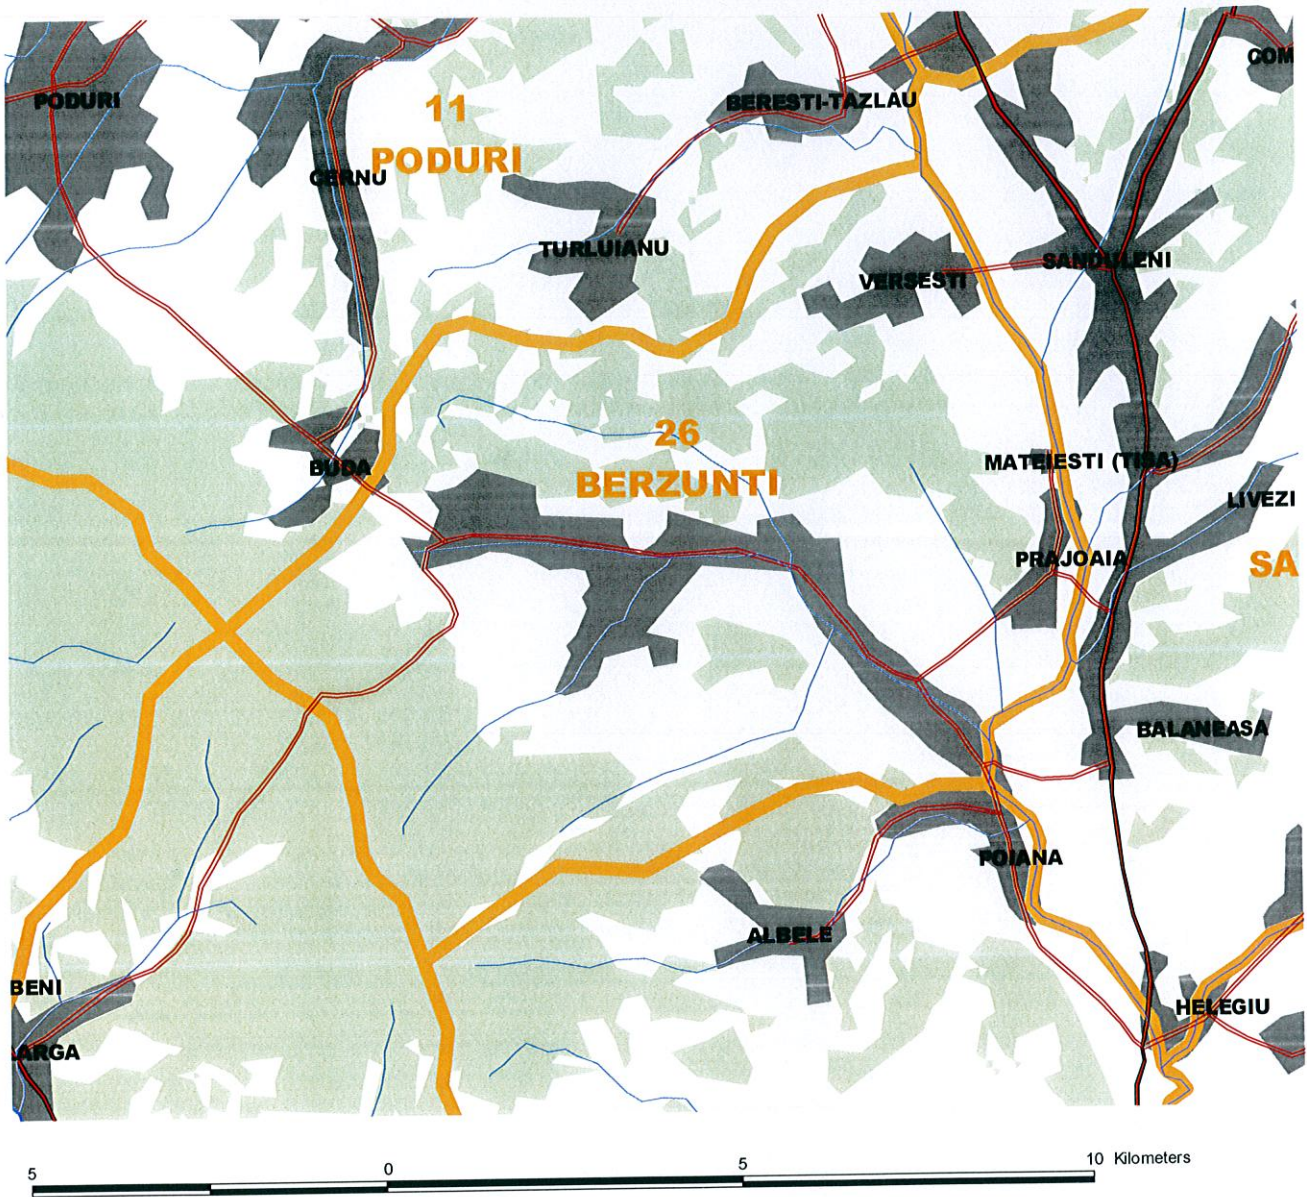 COM
PODURI
11
BERESTI-TAZLAU
PODURI
CERNU
TURLUIANU
SANDULENI
VERSESTI
26
MATEIESTI (TISA)
BUDA
BERZUNTI
LIVEZI
PRAJOAIA
SA
BALANEASA
POIANA
ALBELE
BENI
HELEGIU
ARGA
5 0 5 10 Kilometers